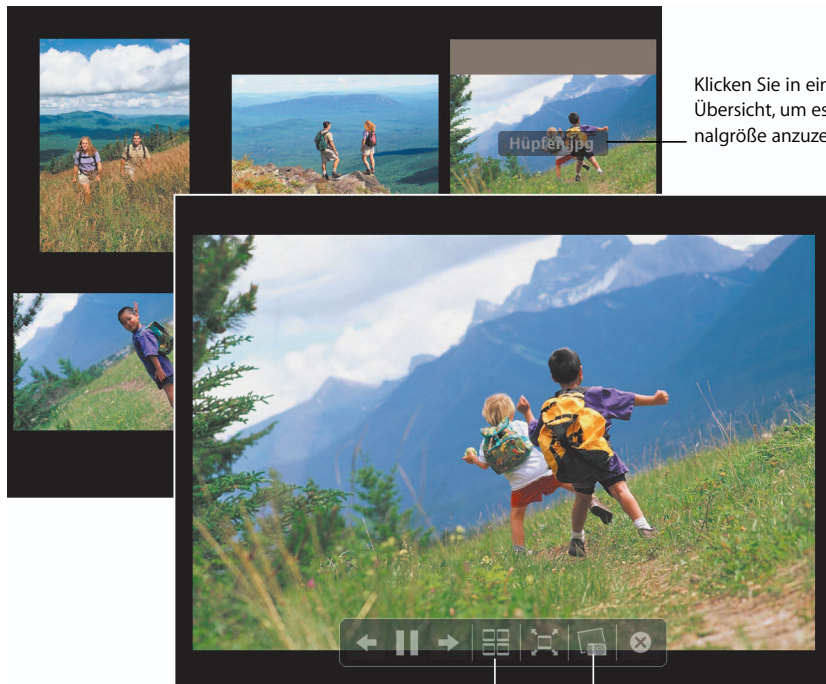 Klicken Sie in ein
Übersicht, um es
nalgröße anzuze
Hüpfen.jpg